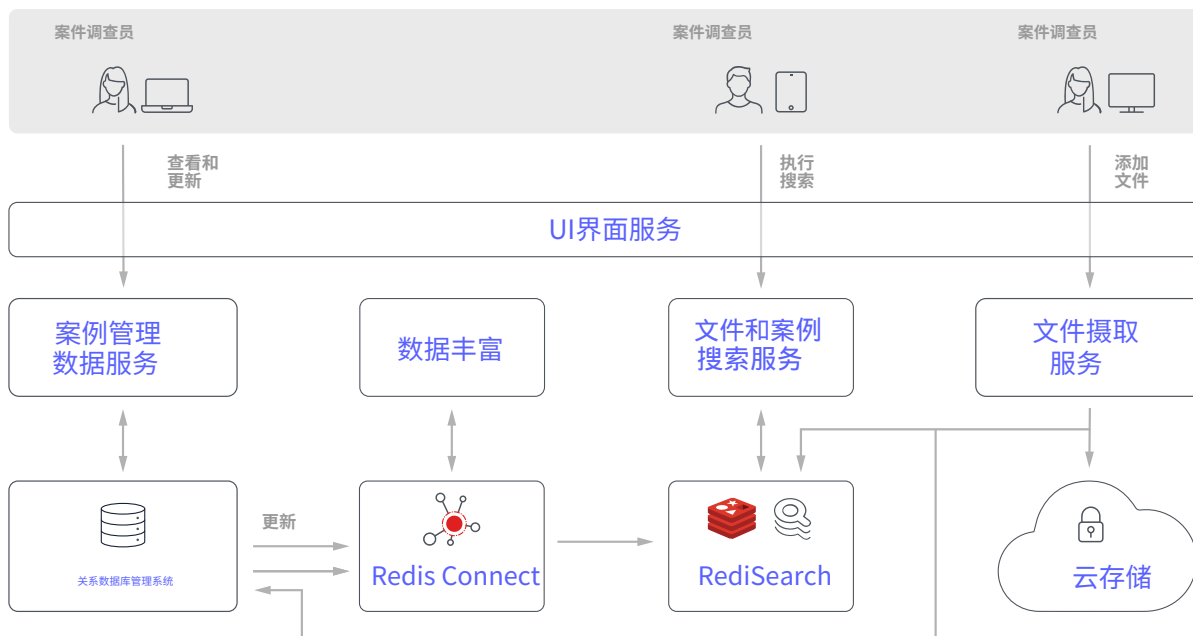 案件调查员
案件调查员
案件调查员
查看和
更新
执行
搜索
添加
文件
UI界面服务
案例管理
数据服务
数据丰富
文件和案例
搜索服务
文件摄取
服务
更新
关系数据库管理系统
Redis Connect
RediSearch
云存储